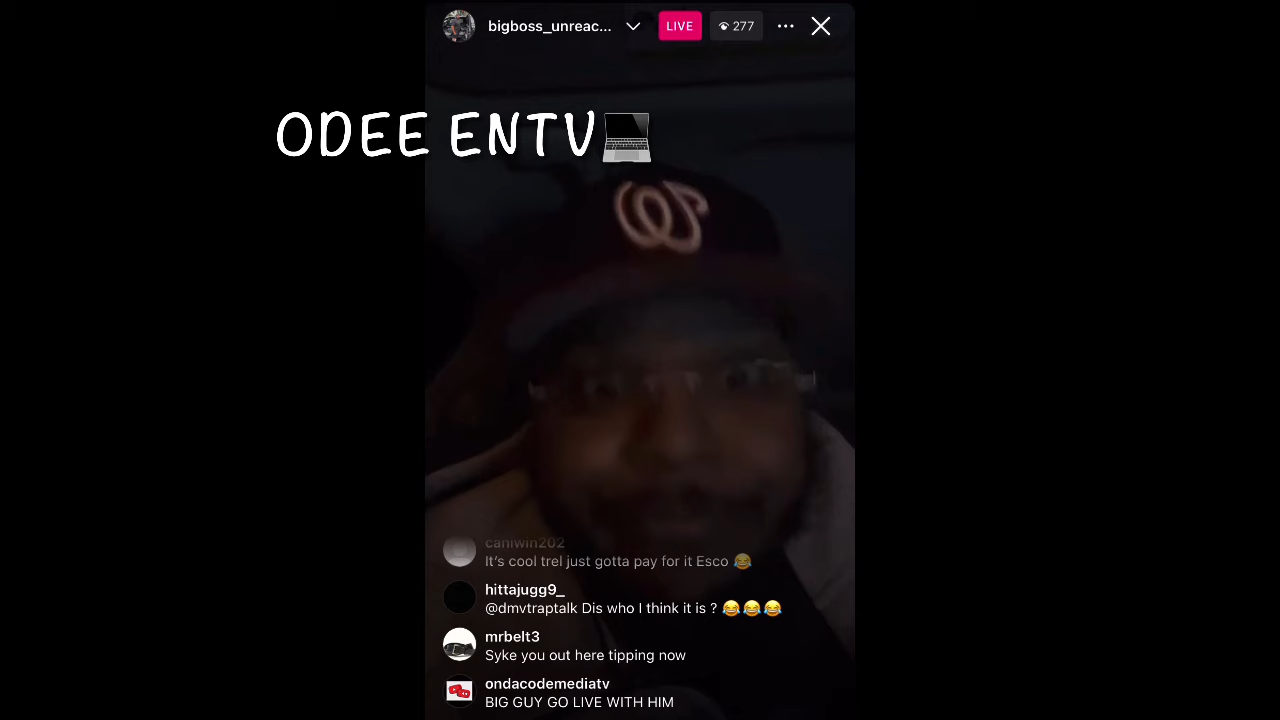 bigboss_unreac...
LIVE
277
ODEE ENTV
caniwin202
It's cool trel just gotta pay for it Esco 😂
hittajugg9_
@dmvtraptalk Dis who I think it is ? 😂😂😂
mrbelt3
Syke you out here tipping now
ondacodemediatv
BIG GUY GO LIVE WITH HIM